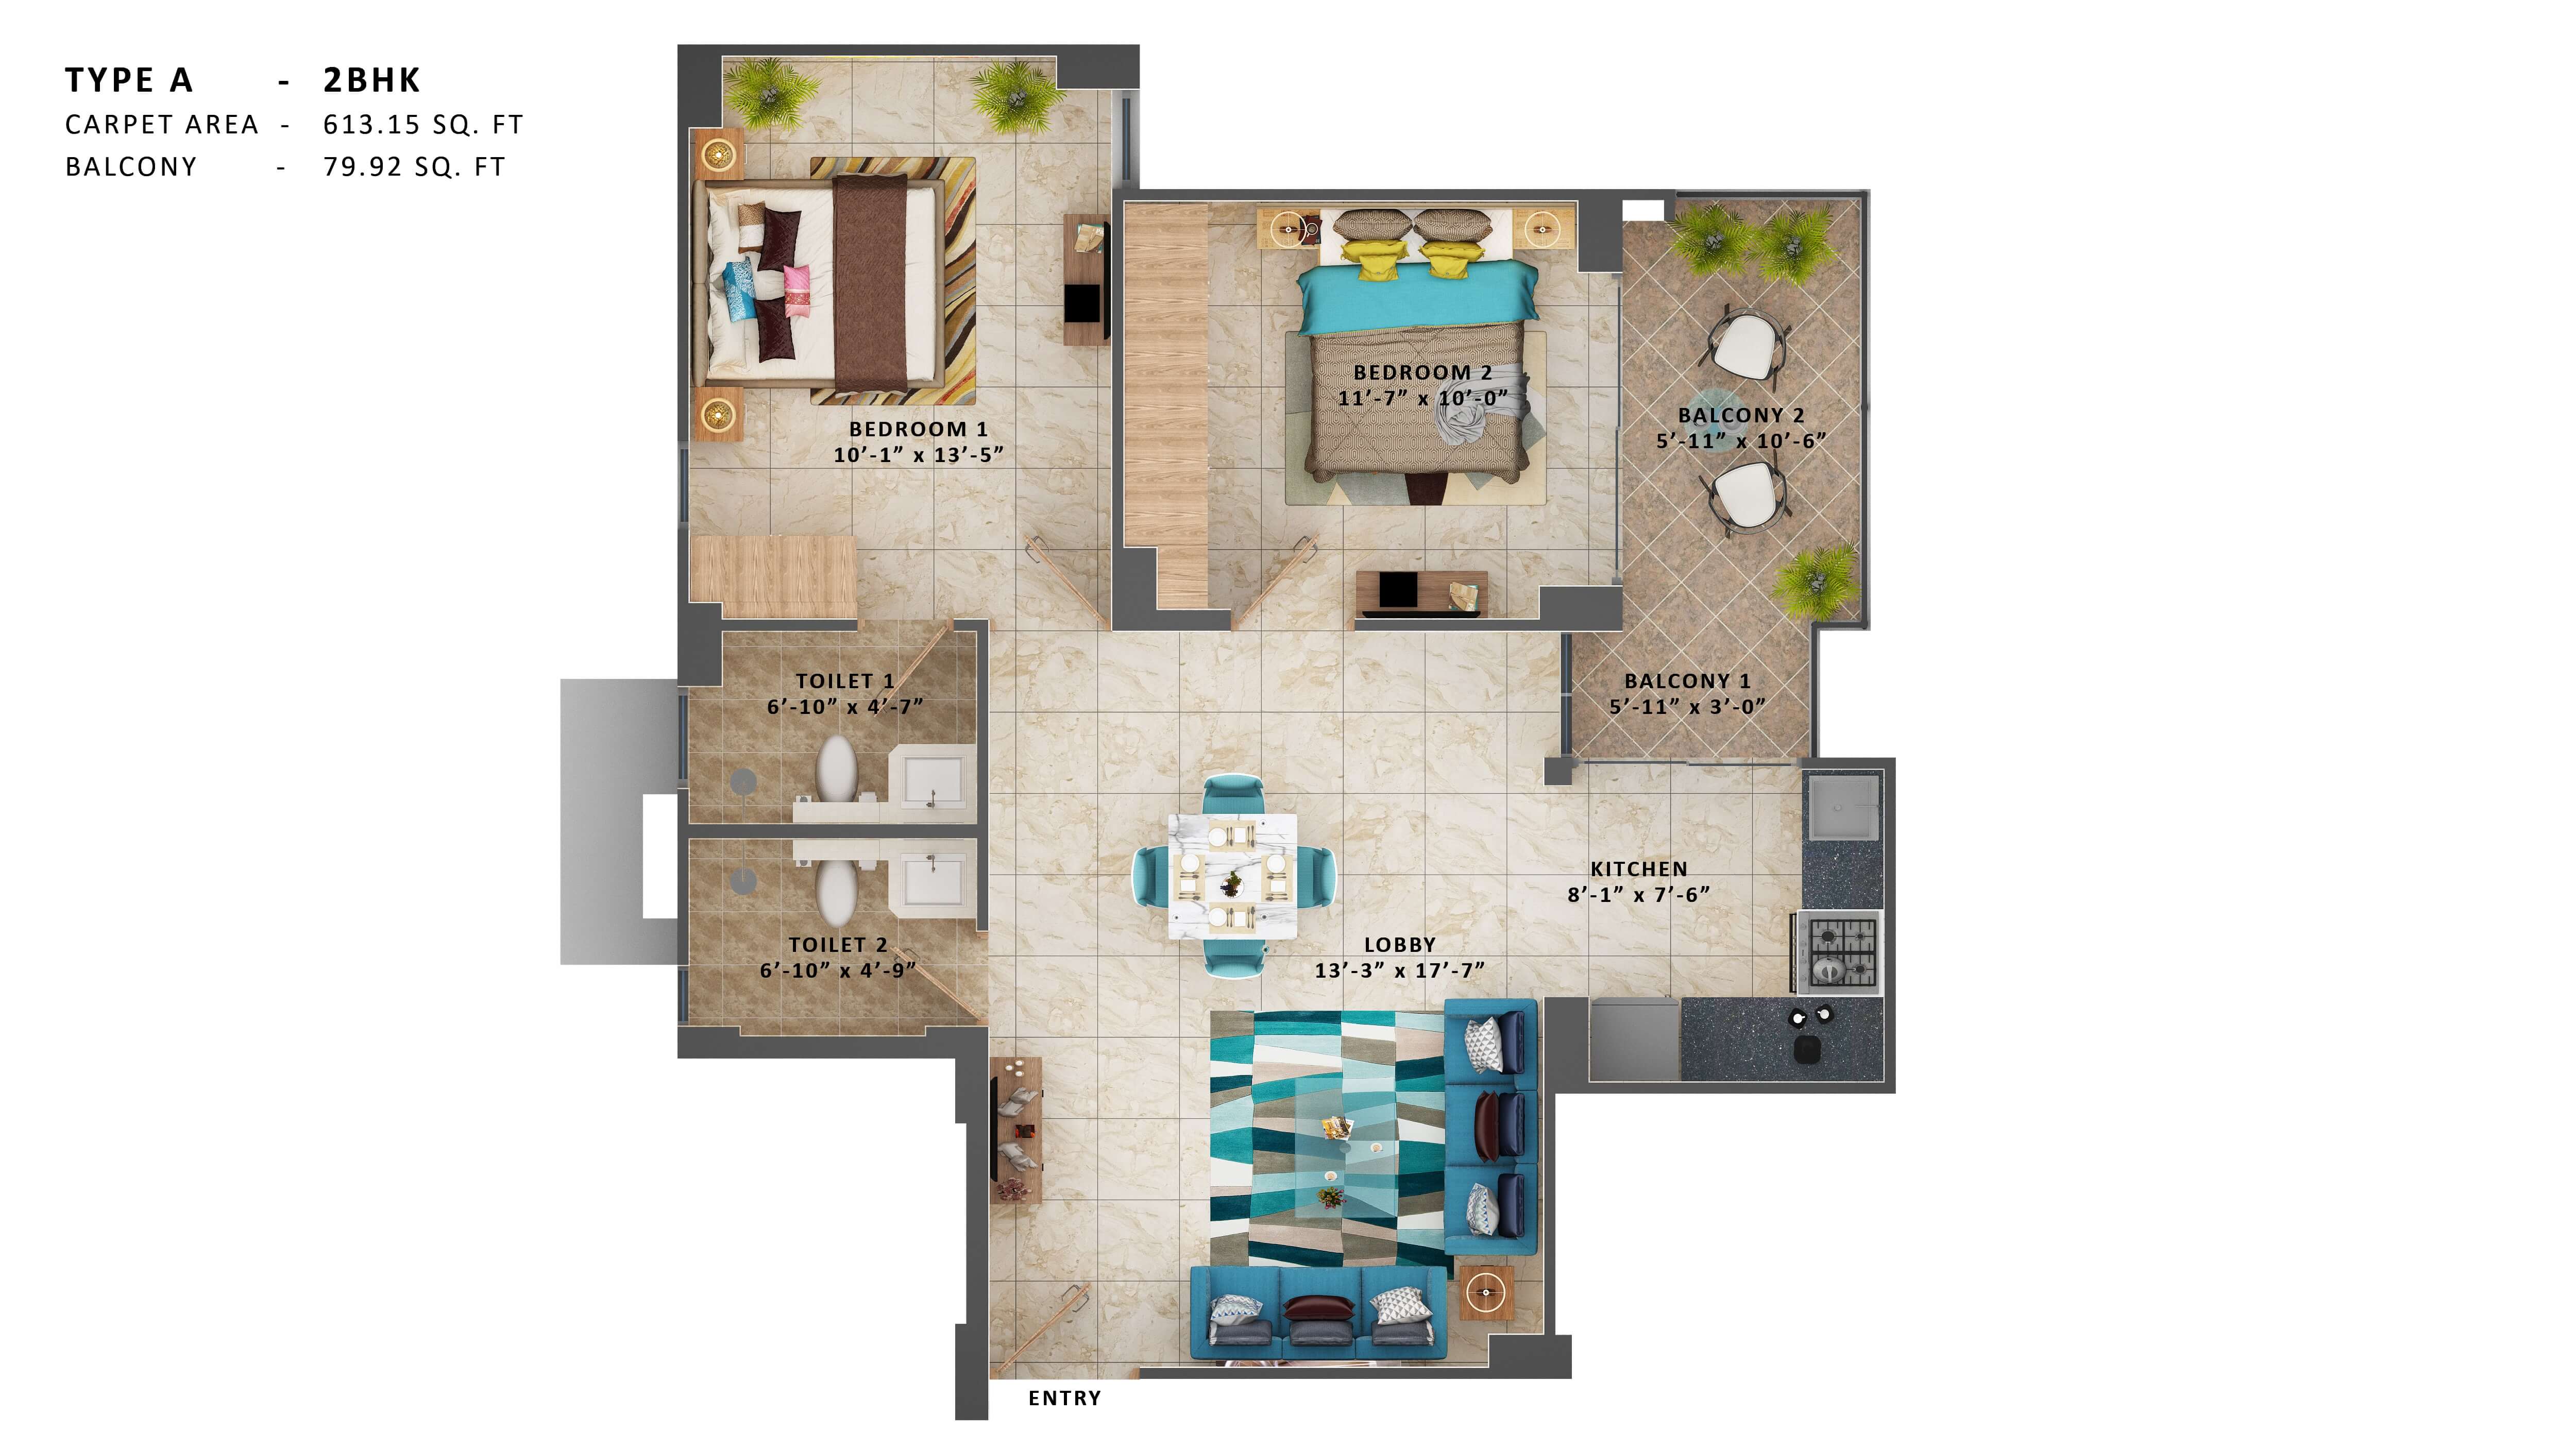 TYPE A - 2BHK
CARPET AREA - 613.15 SQ. FT
BALCONY - 79.92 SQ. FT
BEDROOM 1
10’-1” x 13’-5”
BEDROOM 2
11’-7” x 10’-0”
BALCONY 2
5’-11” x 10’-6”
TOILET 1
6’-10” x 4’-7”
BALCONY 1
5’-11” x 3’-0”
KITCHEN
8’-1” x 7’-6”
TOILET 2
6’-10” x 4’-9”
LOBBY
13’-3” x 17’-7”
ENTRY